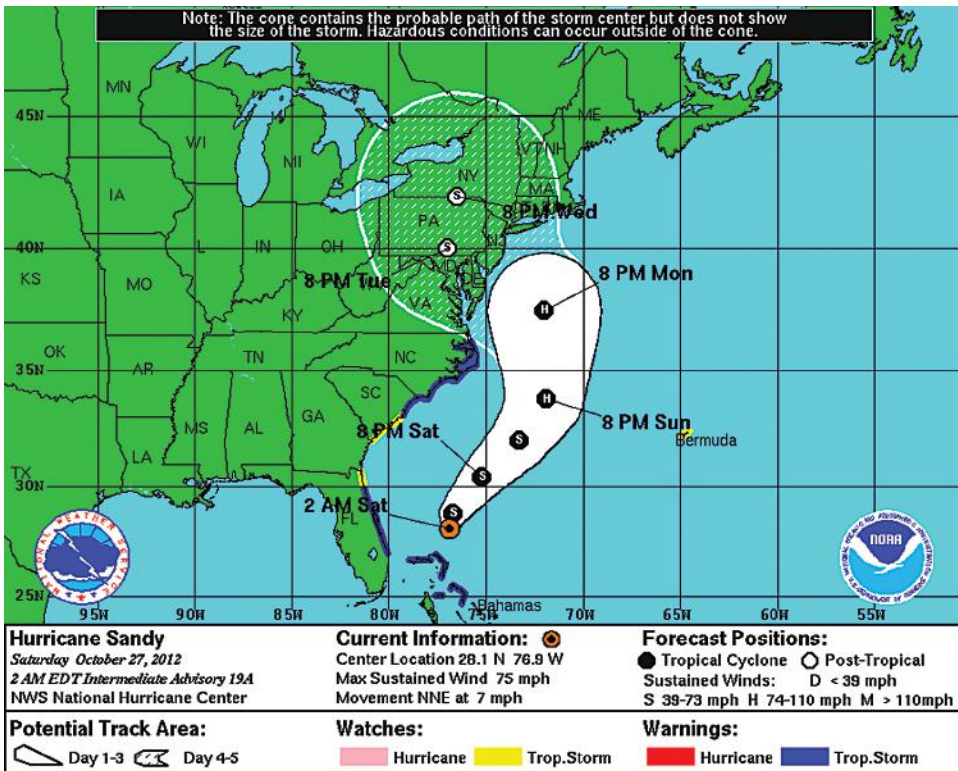 Note: The cone contains the probable path of the storm center but does not show
the size of the storm. Hazardous conditions can occur outside of the cone.
MN
45N
ME
WI
MI
VT
NH
NY
MA
IA
S
8 PM Wed
PA
40N
IL
IN
OH
S
NJ
KS
MO
8 PM Tue
MD
DE
8 PM Mon
VA
KY
H
OK
35N
TN
NC
AR
SC
H
MS
AL
GA
8 PM Sat
8 PM Sun
S
Bermuda
LA
TX
30N
S
2 AM Sat
S
FL
NATIONAL WEATHER SERVICE
NOAA
25N
Bahamas
95W 90W 85W 80W 75W 70W 65W 60W 55W
Hurricane Sandy
Saturday October 27, 2012
2 AM EDT Intermediate Advisory 19A
NWS National Hurricane Center
Current Information:
Center Location 28.1 N 76.9 W
Max Sustained Wind 75 mph
Movement NNE at 7 mph
Forecast Positions:
Tropical Cyclone Post-Tropical
Sustained Winds: D < 39 mph
S 39-73 mph H 74-110 mph M > 110mph
Potential Track Area:
Day 1-3 Day 4-5
Watches:
Hurricane Trop.Storm
Warnings:
Hurricane Trop.Storm